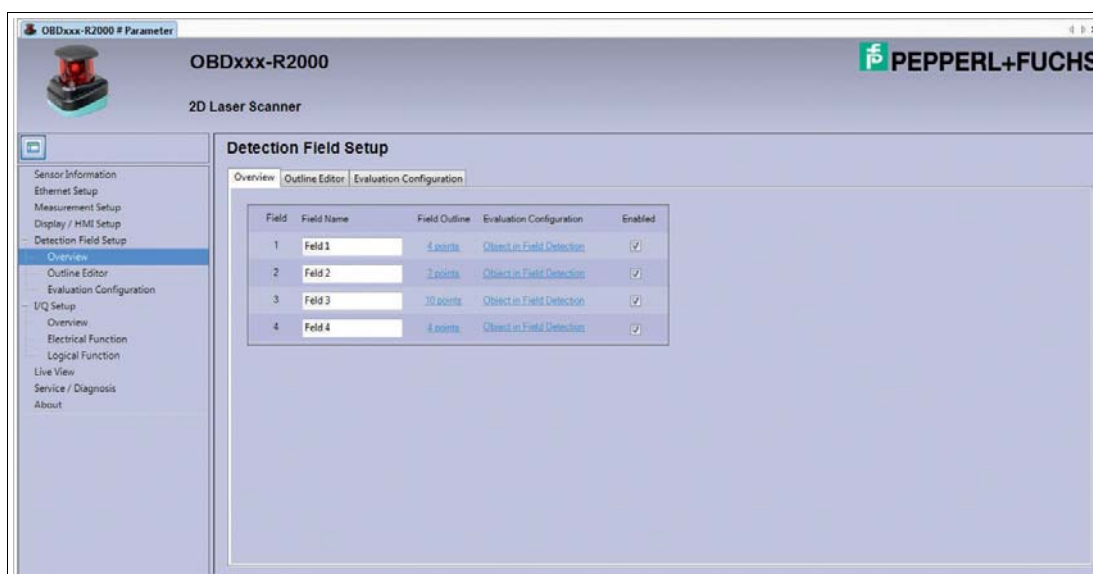 OBDxxx-R2000 # Parameter
OBDxxx-R2000
PEPPERL+FUCHS
2D Laser Scanner
Sensor Information
Ethernet Setup
Measurement Setup
Display / HMI Setup
Detection Field Setup
Overview
Outline Editor
Evaluation Configuration
I/Q Setup
Overview
Electrical Function
Logical Function
Live View
Service / Diagnosis
About
Detection Field Setup
Overview Outline Editor Evaluation Configuration
Field Field Name Field Outline Evaluation Configuration Enabled
1 Feld 1 4 points Object in Field Detection
2 Feld 2 points Object in Field Detection
3 Feld 3 10 points Object in Field Detection
4 Feld 4 4 points Object in Field Detection